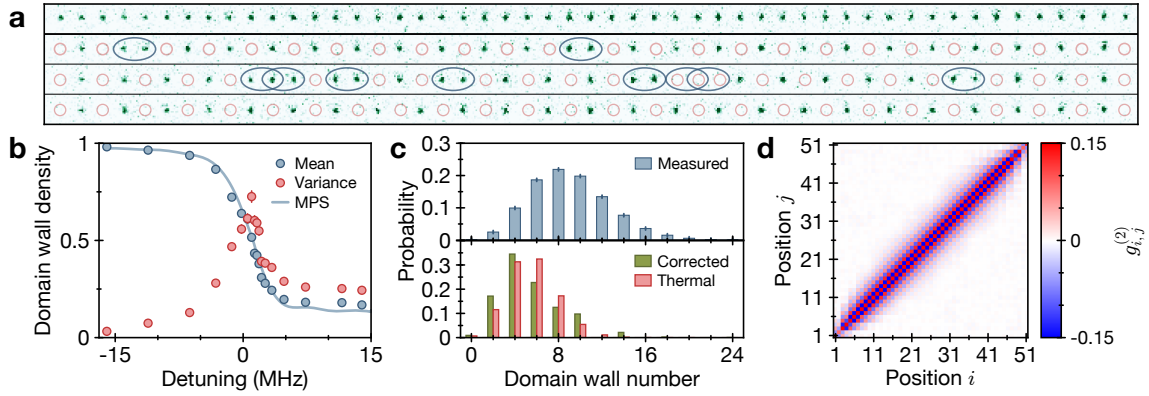 a
b
1
0.5
0
Domain wall density
Mean
Variance
MPS
-15
0
15
Detuning (MHz)
c
0.3
0.2
0.1
0
Measured
Probability
0.3
0.2
0.1
0
Corrected
Thermal
0
8
16
24
Domain wall number
d
51
41
31
21
11
1
Position j
1
11
21
31
41
51
Position i
0.15
0
-0.15
g_{i,j}^{(2)}